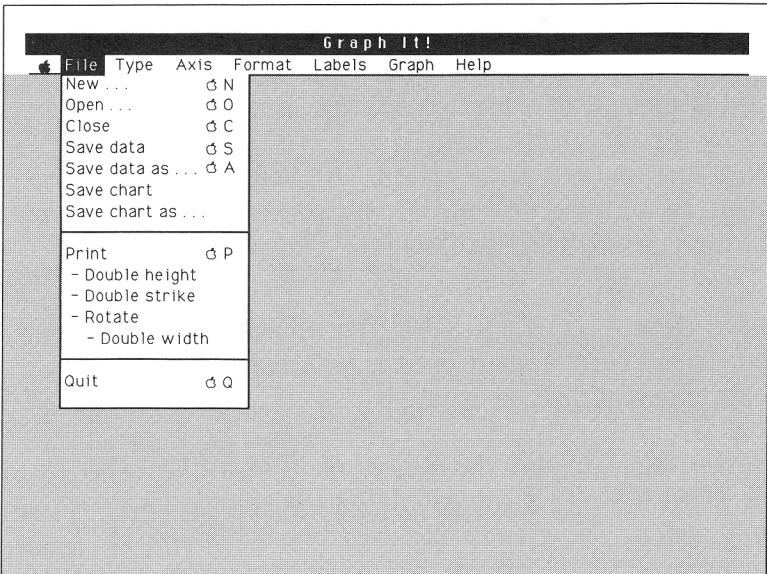 Graph It!
File Type Axis Format Labels Graph Help
New . . . N
Open . . . O
Close C
Save data S
Save data as . . . A
Save chart
Save chart as . . .
Print P
- Double height
- Double strike
- Rotate
- Double width
Quit Q